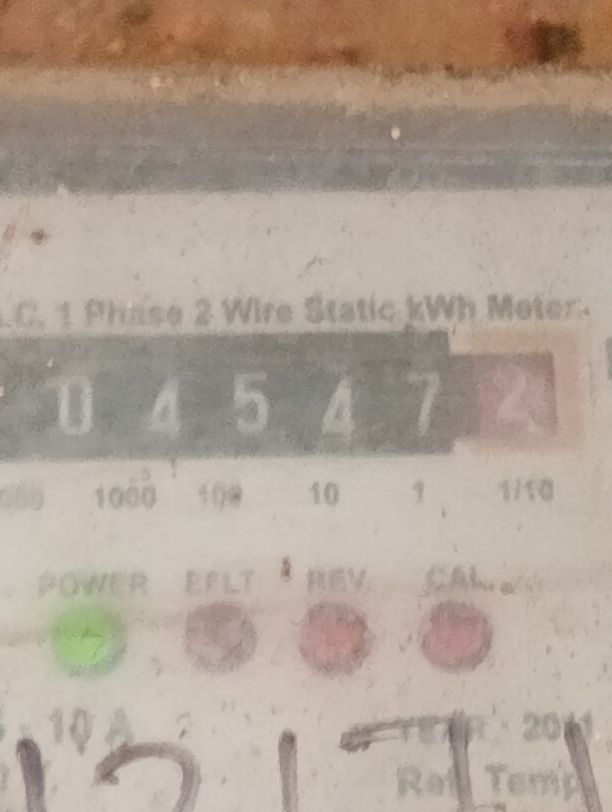 A.C. 1 Phase 2 Wire Static kWh Meter
0 4 5 4 7 2
1000 100 10 1 1/10
POWER EFLT REV CAL
10 A
YEAR
1217
Ref. Temp